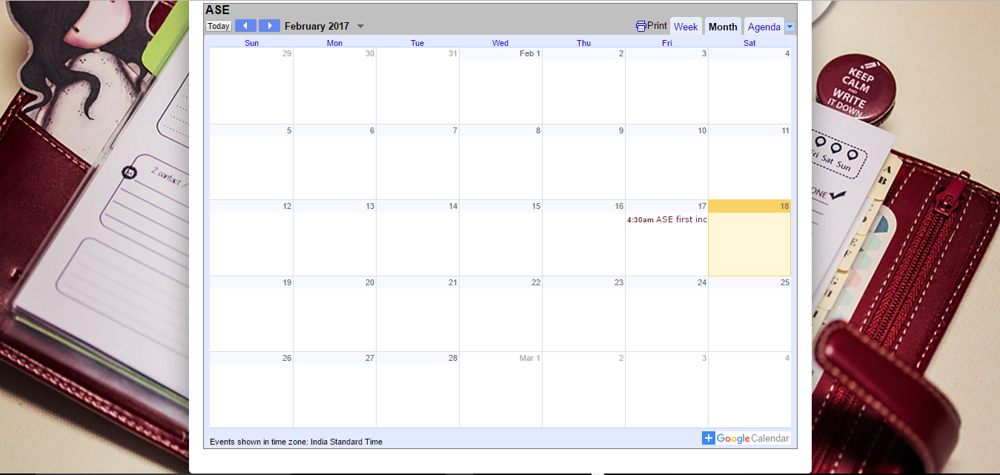 ASE
Today February 2017 Print Week Month Agenda
Sun Mon Tue Wed Thu Fri Sat
29 30 31 Feb 1 2 3 4
5 6 7 8 9 10 11
12 13 14 15 16 17 18
4:30am ASE first inc
19 20 21 22 23 24 25
26 27 28 Mar 1 2 3 4
Events shown in time zone: India Standard Time
+ Google Calendar
2 contact /
KEEP
CALM
AND
WRITE
IT DOWN
Fri Sat Sun
ONE
A
B
E
F
G
H
I